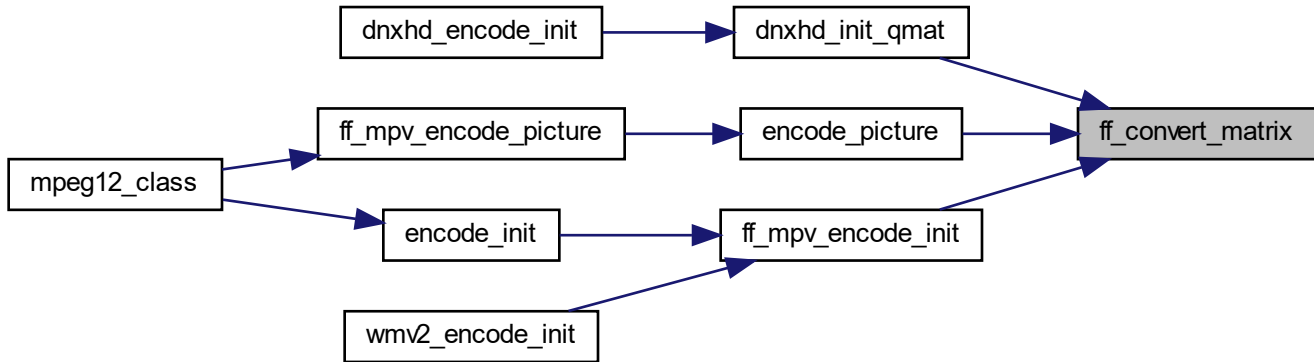 dnxhd_encode_init
dnxhd_init_qmat
ff_mpv_encode_picture
encode_picture
ff_convert_matrix
mpeg12_class
encode_init
ff_mpv_encode_init
wmv2_encode_init